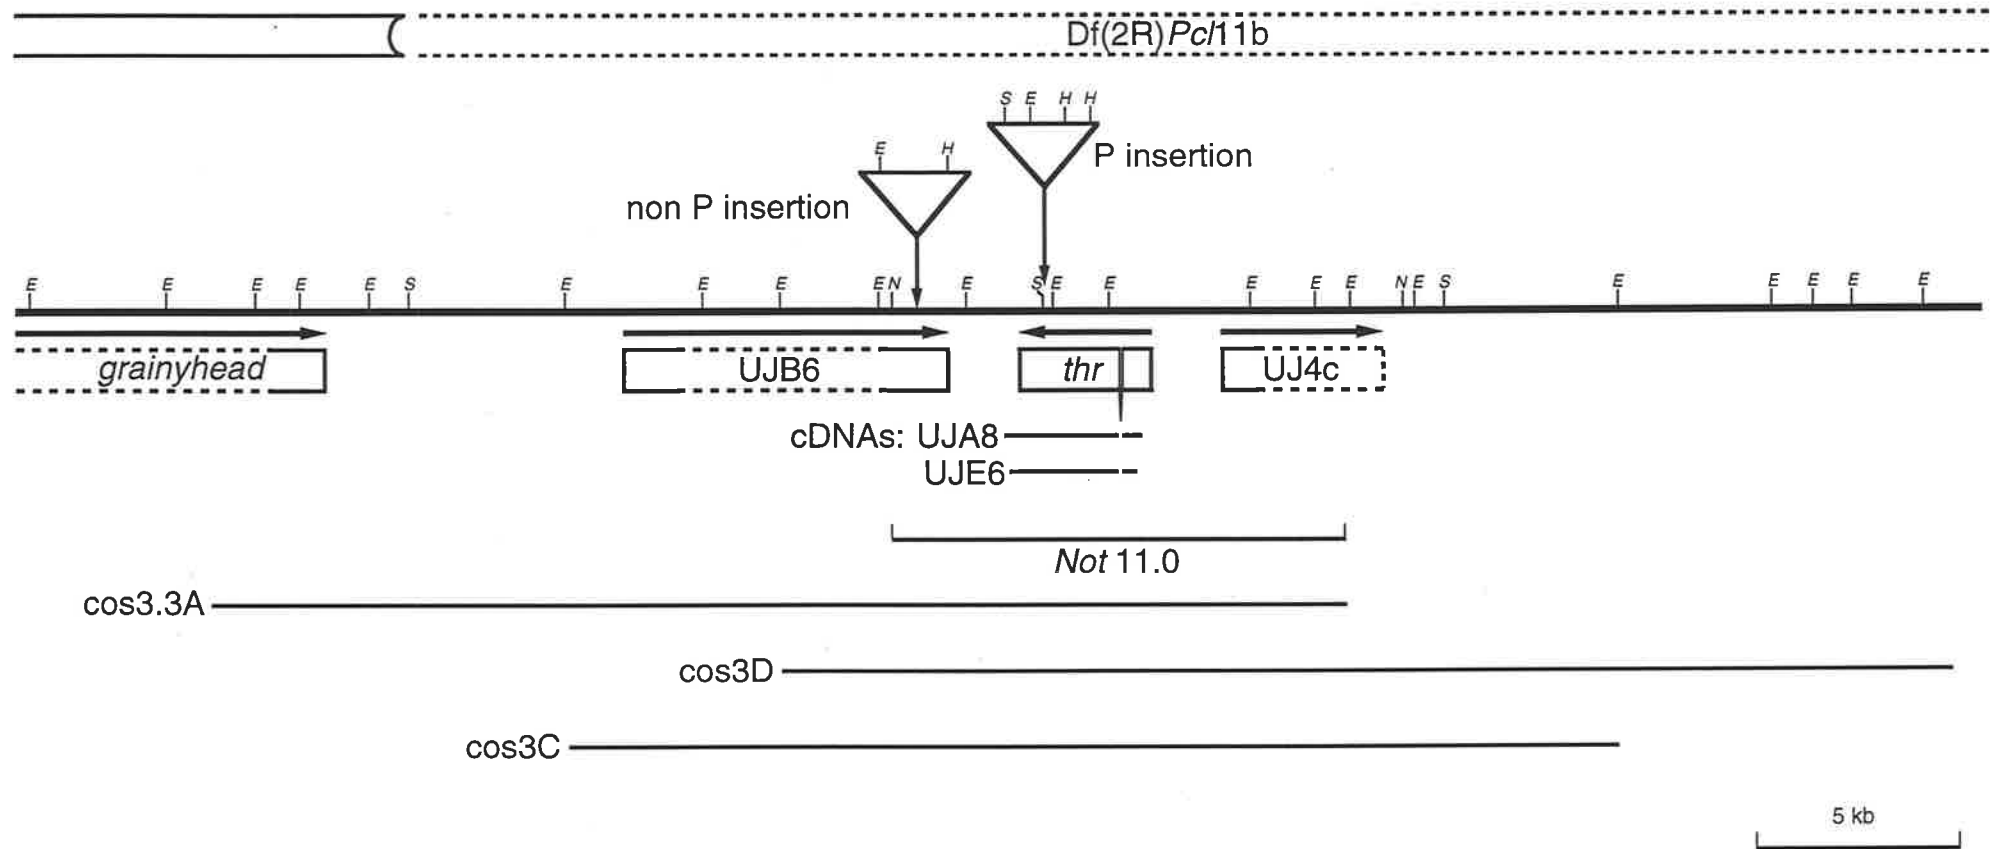 Df(2R)Pcl11b
S E H H
P insertion
E H
non P insertion
E E E E E S E E E E N E S E E E E E N E S E E E E E
grainyhead UJB6 thr UJ4c
cDNAs: UJA8
UJE6
Not 11.0
cos3.3A
cos3D
cos3C
5 kb